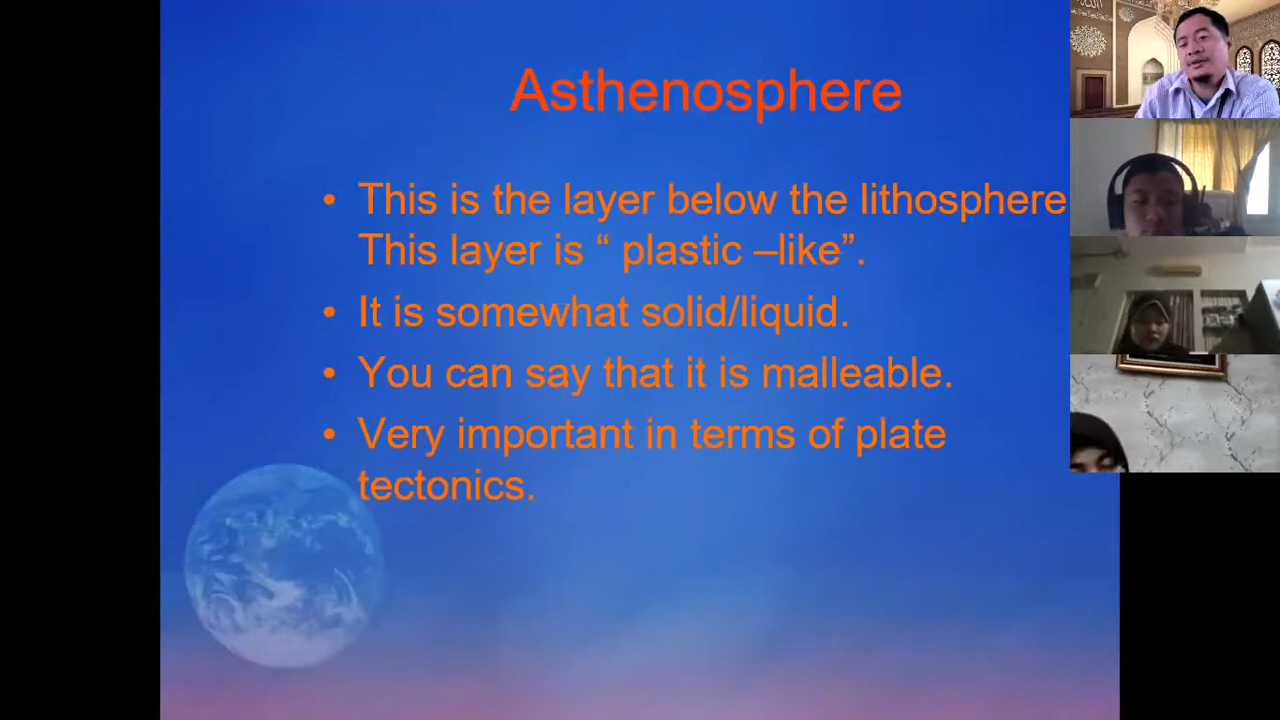 Asthenosphere
• This is the layer below the lithosphere
This layer is “ plastic –like”.
• It is somewhat solid/liquid.
• You can say that it is malleable.
• Very important in terms of plate
tectonics.